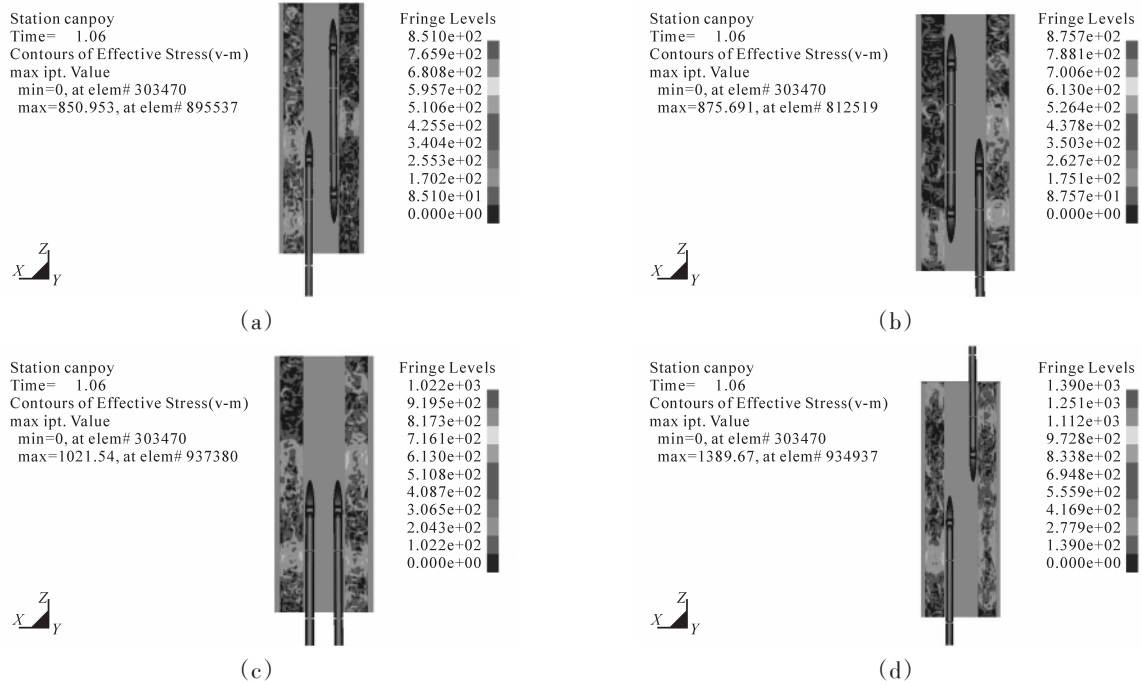 Station canpoy
Time= 1.06
Contours of Effective Stress(v-m)
max ipt. Value
min=0, at elem# 303470
max=850.953, at elem# 895537
Fringe Levels
8.510e+02
7.659e+02
6.808e+02
5.957e+02
5.106e+02
4.255e+02
3.404e+02
2.553e+02
1.702e+02
8.510e+01
0.000e+00
Z
X
Y
(a)
Station canpoy
Time= 1.06
Contours of Effective Stress(v-m)
max ipt. Value
min=0, at elem# 303470
max=875.691, at elem# 812519
Fringe Levels
8.757e+02
7.881e+02
7.006e+02
6.130e+02
5.264e+02
4.378e+02
3.503e+02
2.627e+02
1.751e+02
8.757e+01
0.000e+00
Z
X
Y
(b)
Station canpoy
Time= 1.06
Contours of Effective Stress(v-m)
max ipt. Value
min=0, at elem# 303470
max=1021.54, at elem# 937380
Fringe Levels
1.022e+03
9.195e+02
8.173e+02
7.161e+02
6.130e+02
5.108e+02
4.087e+02
3.065e+02
2.043e+02
1.022e+02
0.000e+00
Z
X
Y
(c)
Station canpoy
Time= 1.06
Contours of Effective Stress(v-m)
max ipt. Value
min=0, at elem# 303470
max=1389.67, at elem# 934937
Fringe Levels
1.390e+03
1.251e+03
1.112e+03
9.728e+02
8.338e+02
6.948e+02
5.559e+02
4.169e+02
2.779e+02
1.390e+02
0.000e+00
Z
X
Y
(d)